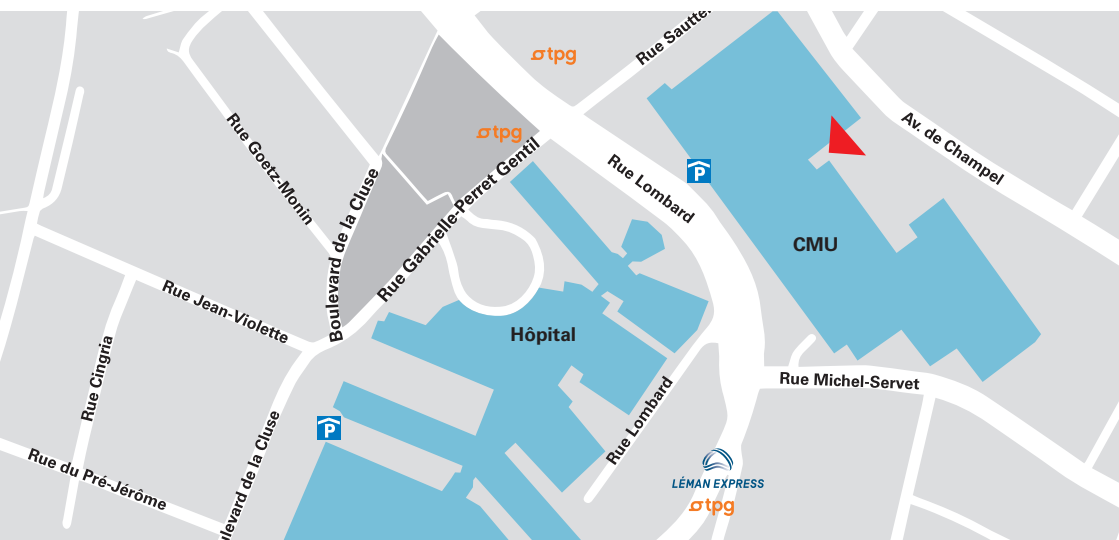 tpg
Rue Sautter
tpg
Rue Goetz-Monin
Boulevard de la Cluse
Rue Gabrielle-Perret Gentil
Rue Lombard
P
Av. de Champel
CMU
Rue Jean-Violette
Hôpital
Rue Cingria
Rue Michel-Servet
Rue Lombard
P
Rue du Pré-Jérôme
ulevard de la Cluse
LÉMAN EXPRESS
tpg